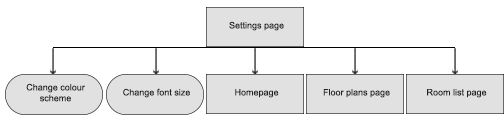 Settings page
Change colour
scheme
Change font size
Homepage
Floor plans page
Room list page